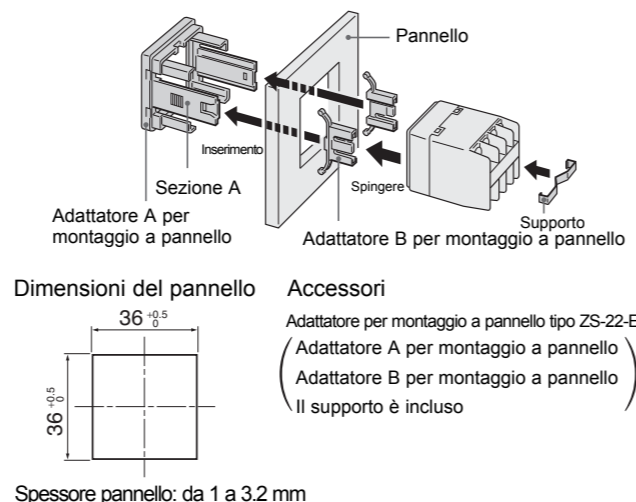 Pannello
Inserimento
Sezione A
Spingere
Adattatore A per
montaggio a pannello
Supporto
Adattatore B per montaggio a pannello
Dimensioni del pannello
36 +0.5 0
36 +0.5 0
Spessore pannello: da 1 a 3.2 mm
Accessori
Adattatore per montaggio a pannello tipo ZS-22-E
Adattatore A per montaggio a pannello
Adattatore B per montaggio a pannello
Il supporto è incluso